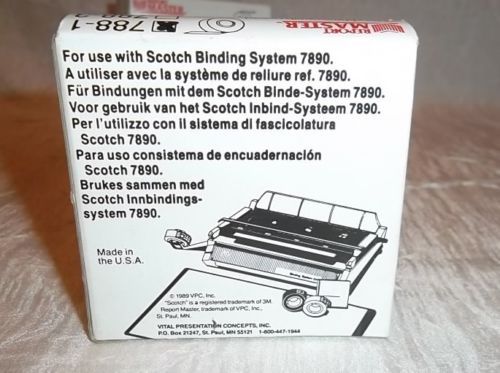 788-1
REPORT
MASTER
For use with Scotch Binding System 7890.
A utiliser avec la système de reliure ref. 7890.
Für Bindungen mit dem Scotch Binde-System 7890.
Voor gebruik van het Scotch Inbind-Systeem 7890.
Per l'utilizzo con il sistema di fascicolatura
Scotch 7890.
Para uso consistema de encuadernación
Scotch 7890.
Brukes sammen med
Scotch Innbindings-
system 7890.
Made in
the U.S.A.
© 1989 VPC, Inc.
"Scotch" is a registered trademark of 3M.
Report Master, trademark of VPC, Inc.,
St. Paul, MN.
VITAL PRESENTATION CONCEPTS, INC.
P.O. Box 21247, St. Paul, MN 55121 1-800-447-1944